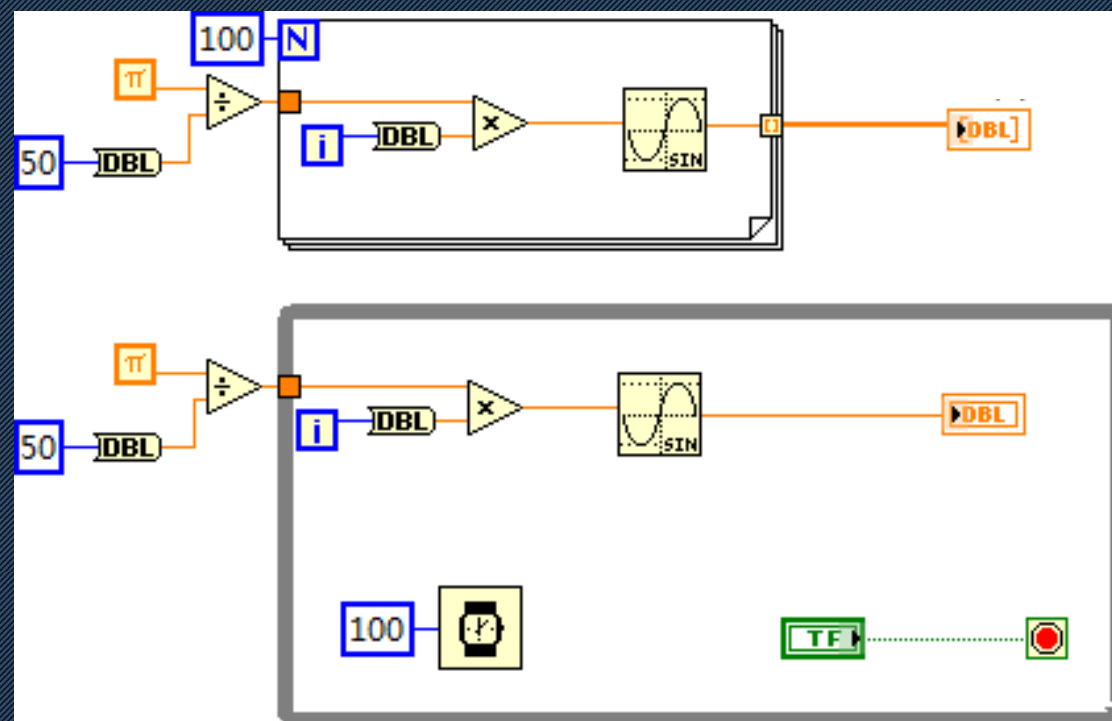 100 N
π
÷
50 DBL
i DBL
×
SIN
[DBL]
π
÷
50 DBL
i DBL
×
SIN
DBL
100
TF